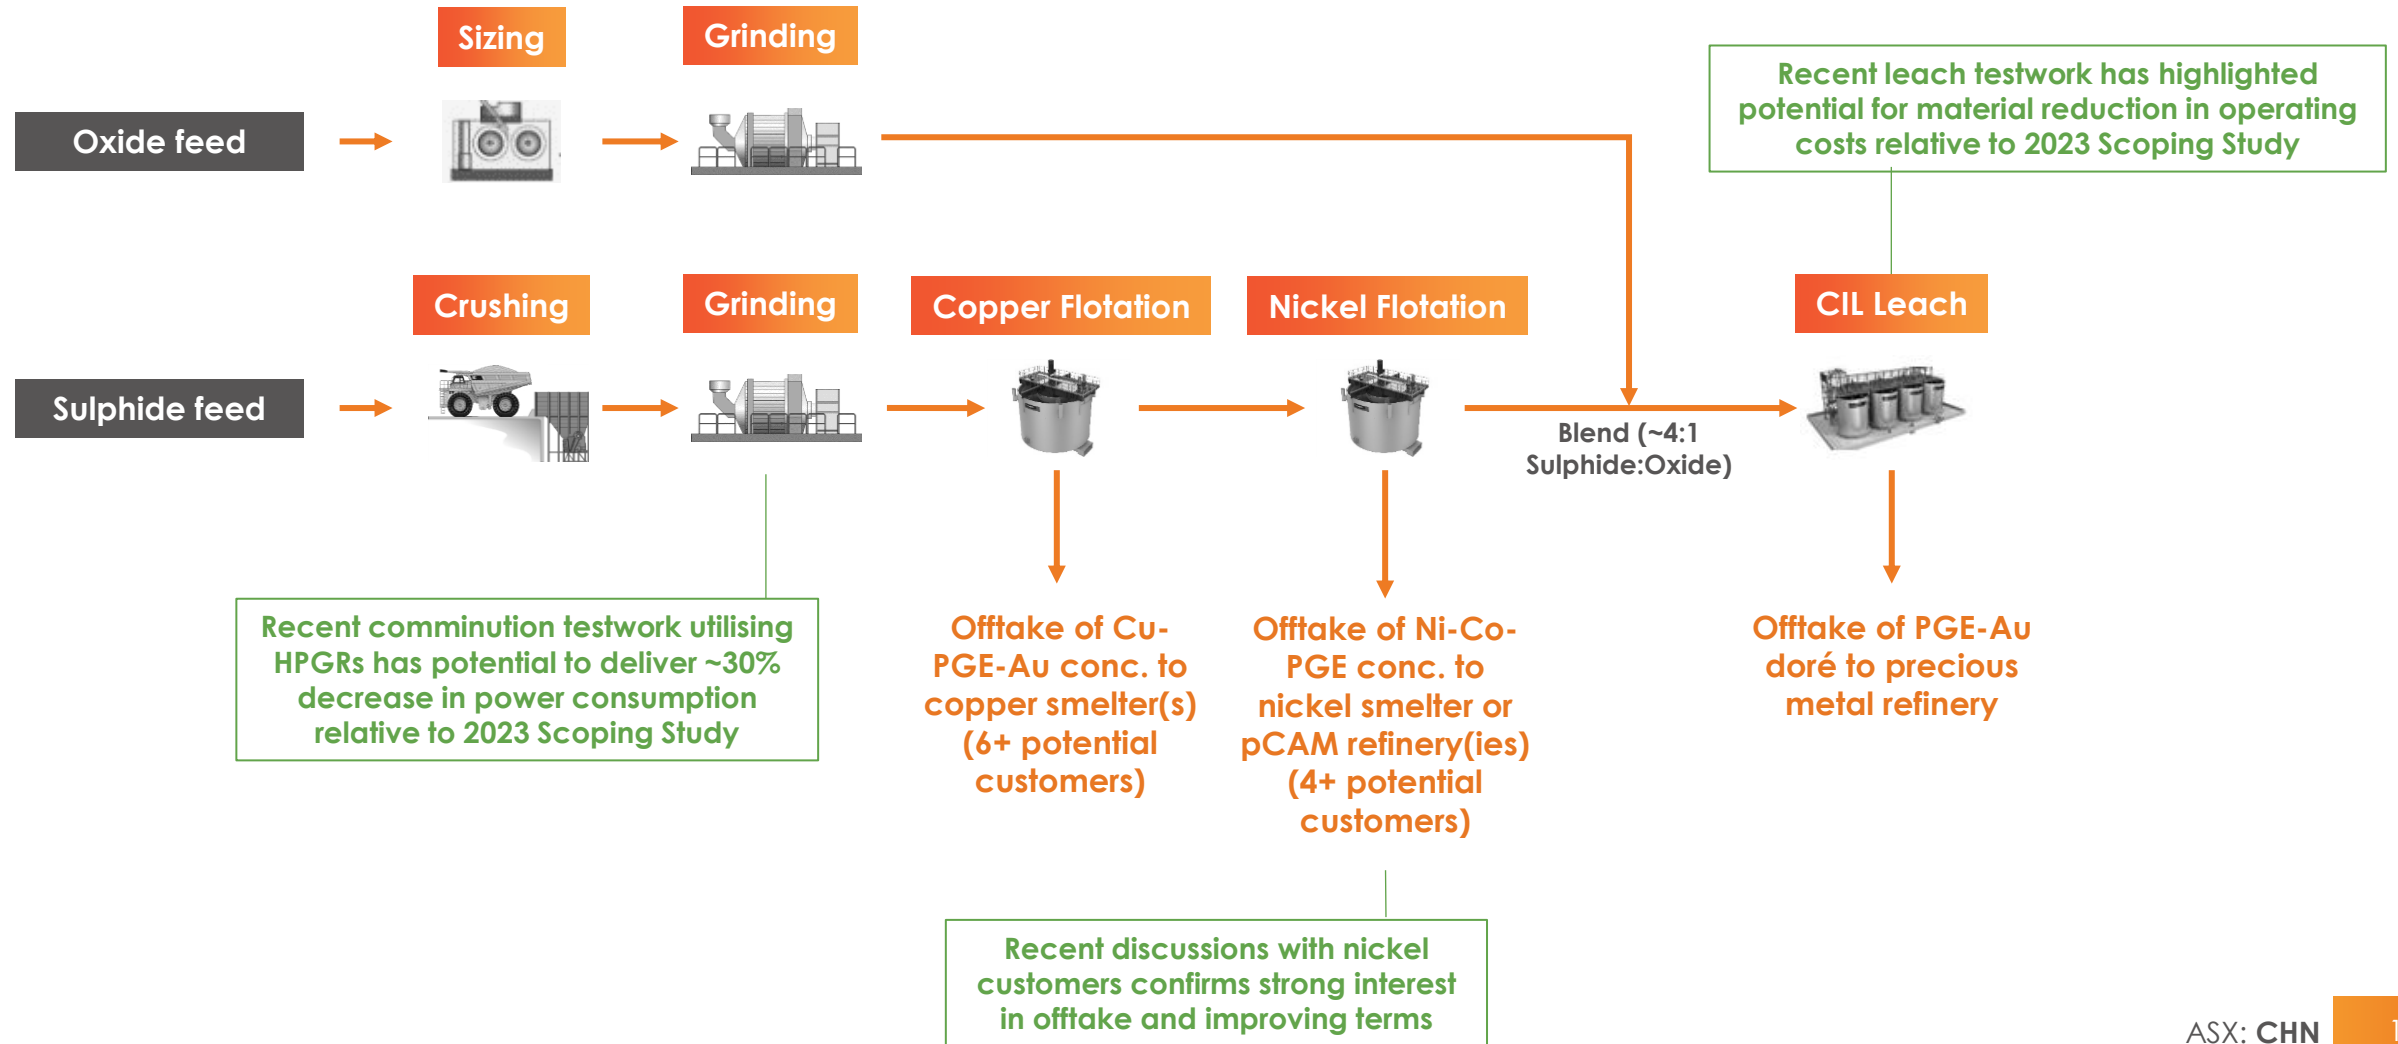 Sizing
Grinding
Oxide feed
Recent leach testwork has highlighted
potential for material reduction in operating
costs relative to 2023 Scoping Study
Crushing
Grinding
Copper Flotation
Nickel Flotation
CIL Leach
Sulphide feed
Blend (~4:1
Sulphide:Oxide)
Recent comminution testwork utilising
HPGRs has potential to deliver ~30%
decrease in power consumption
relative to 2023 Scoping Study
Offtake of Cu-
PGE-Au conc. to
copper smelter(s)
(6+ potential
customers)
Offtake of Ni-Co-
PGE conc. to
nickel smelter or
pCAM refinery(ies)
(4+ potential
customers)
Offtake of PGE-Au
doré to precious
metal refinery
Recent discussions with nickel
customers confirms strong interest
in offtake and improving terms
ASX: CHN